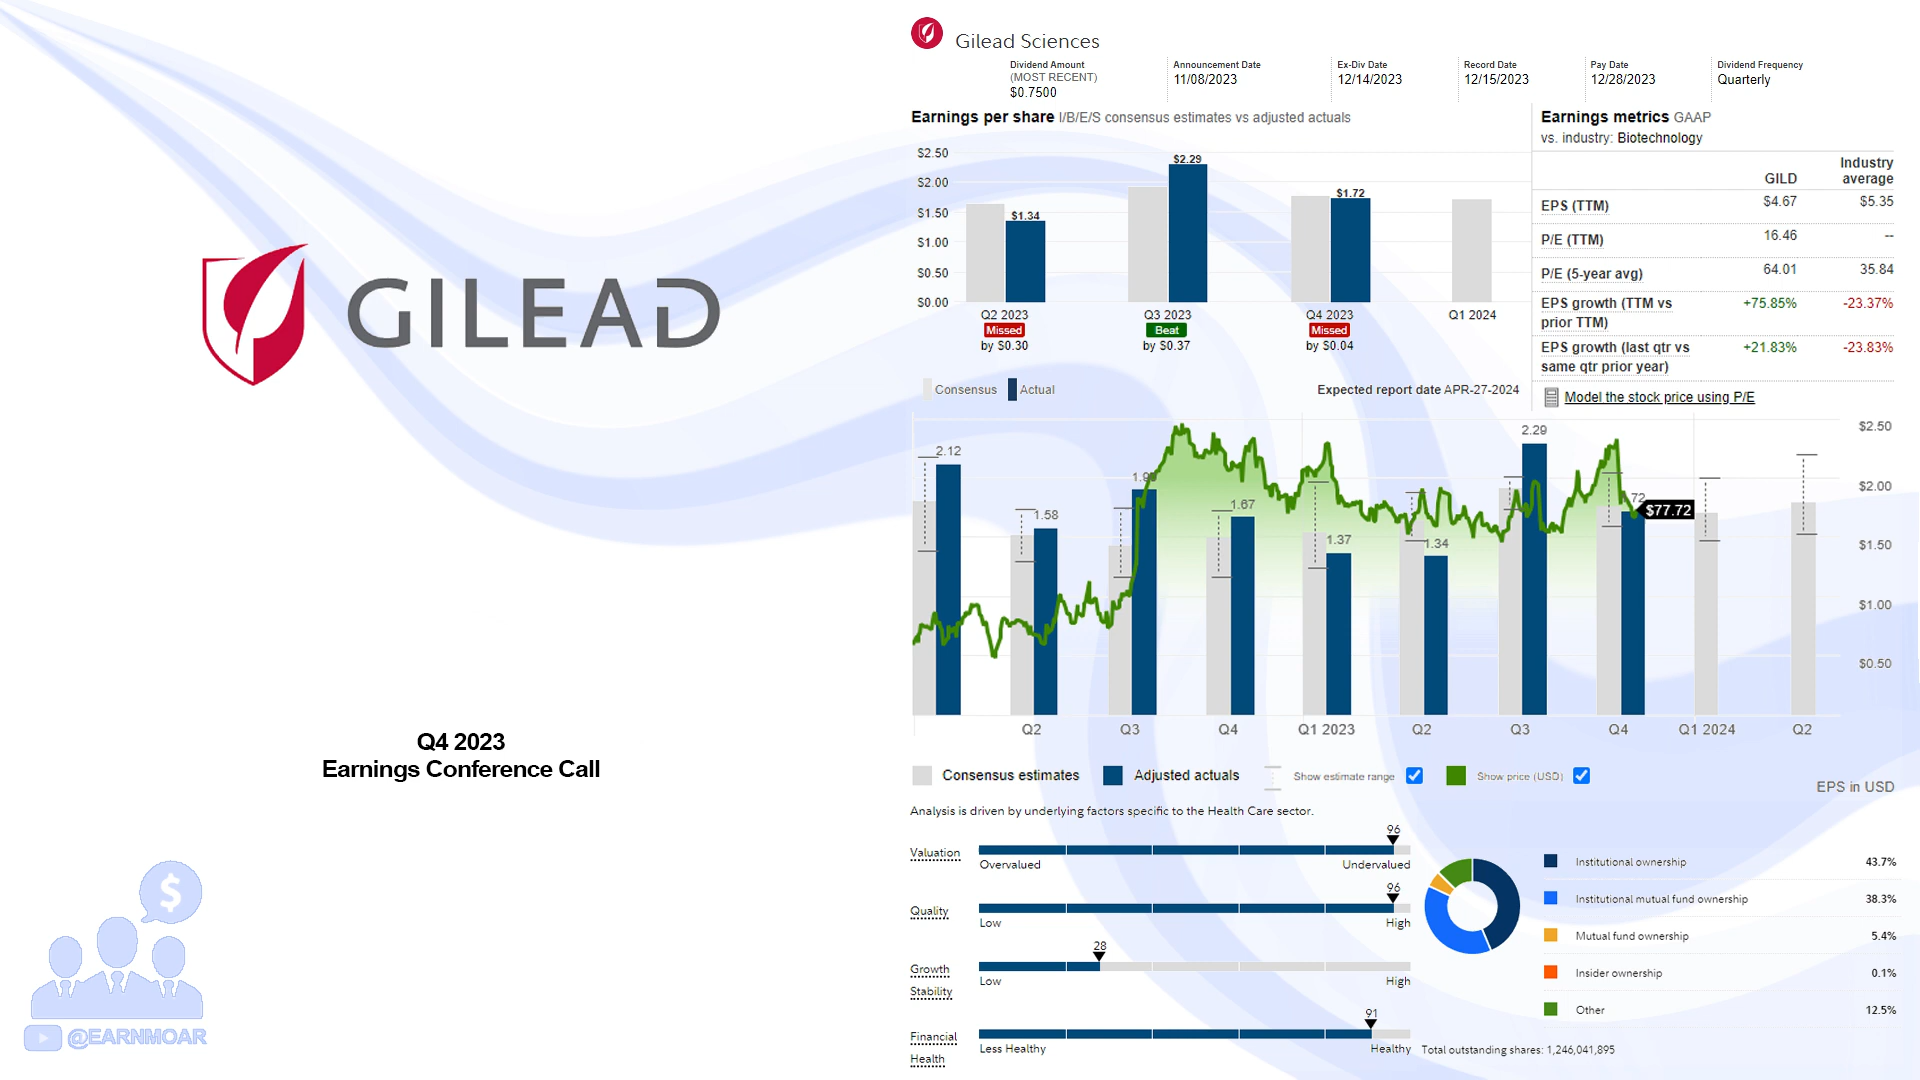 GILEAD
Q4 2023
Earnings Conference Call
@EARNMOAR
Gilead Sciences
Dividend Amount
(MOST RECENT)
$0.7500
Announcement Date
11/08/2023
Ex-Div Date
12/14/2023
Record Date
12/15/2023
Pay Date
12/28/2023
Dividend Frequency
Quarterly
Earnings per share I/B/E/S consensus estimates vs adjusted actuals
$2.50
$2.00
$1.50
$1.00
$0.50
$0.00
$1.34
$2.29
$1.72
Q2 2023
Missed
by $0.30
Q3 2023
Beat
by $0.37
Q4 2023
Missed
by $0.04
Q1 2024
Consensus
Actual
Expected report date APR-27-2024
Earnings metrics GAAP
vs. industry: Biotechnology
GILD
Industry
average
EPS (TTM) $4.67 $5.35
P/E (TTM) 16.46 --
P/E (5-year avg) 64.01 35.84
EPS growth (TTM vs
prior TTM) +75.85% -23.37%
EPS growth (last qtr vs
same qtr prior year) +21.83% -23.83%
Model the stock price using P/E
2.12
1.58
1.67
1.37
1.34
2.29
72
$77.72
$2.50
$2.00
$1.50
$1.00
$0.50
Q2 Q3 Q4 Q1 2023 Q2 Q3 Q4 Q1 2024 Q2
Consensus estimates
Adjusted actuals
Show estimate range
Show price (USD)
EPS in USD
Analysis is driven by underlying factors specific to the Health Care sector.
Valuation
96
Overvalued
Undervalued
Quality
96
Low
High
Growth
Stability
28
Low
High
Financial
Health
91
Less Healthy
Healthy
Institutional ownership 43.7%
Institutional mutual fund ownership 38.3%
Mutual fund ownership 5.4%
Insider ownership 0.1%
Other 12.5%
Total outstanding shares: 1,246,041,895